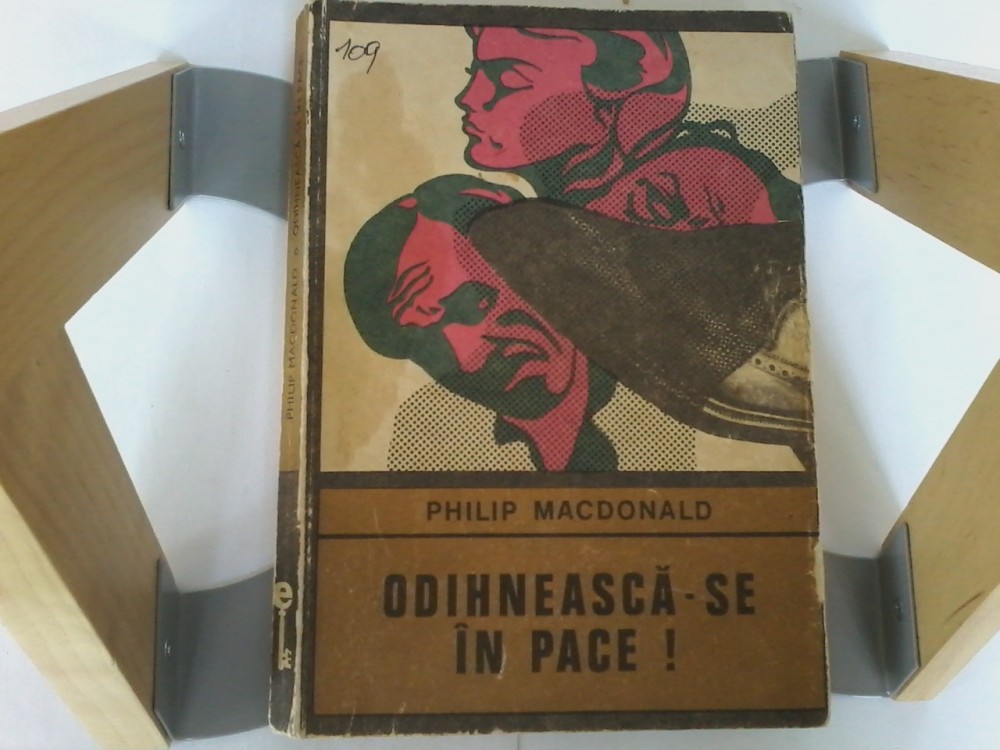 109
PHILIP MACDONALD
ODIHNEASCĂ-SE
ÎN PACE !
PHILIP MACDONALD ODIHNEASCĂ-SE ÎN PACE
e